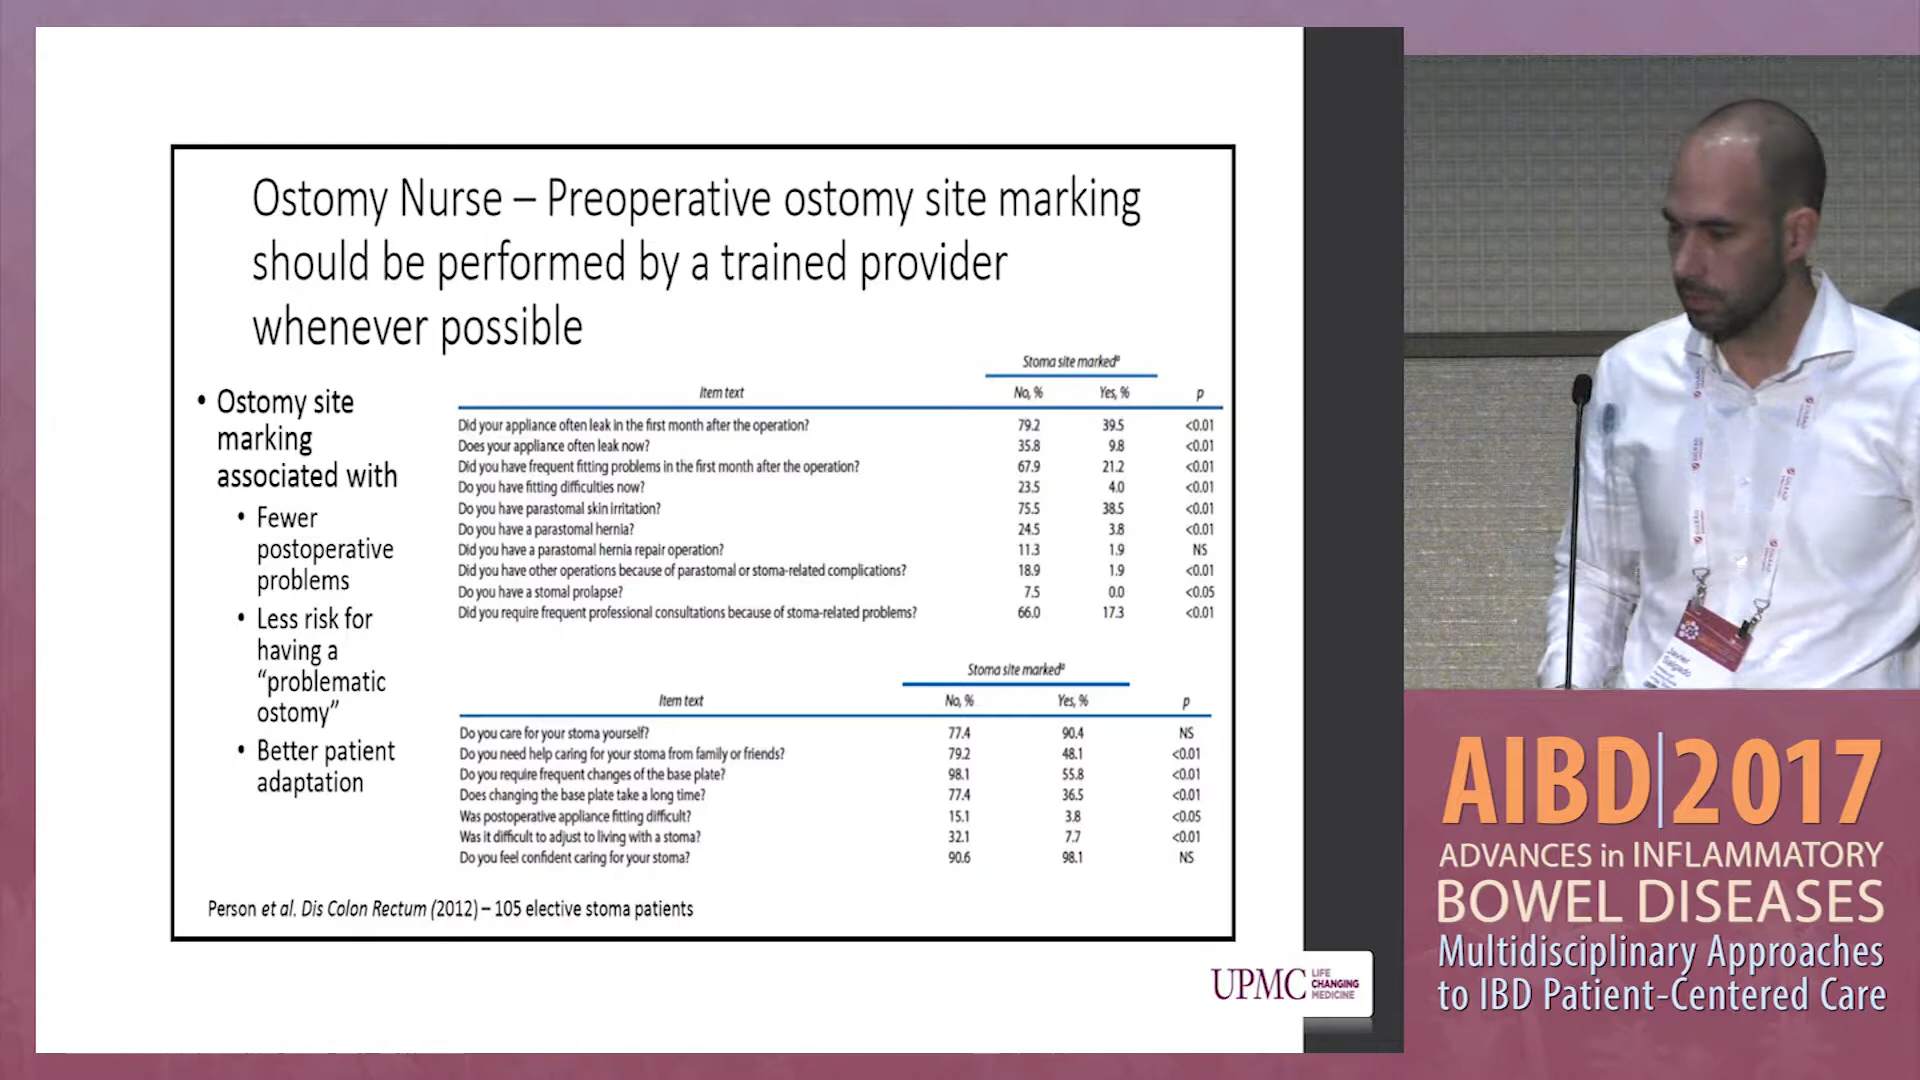 Ostomy Nurse – Preoperative ostomy site marking
should be performed by a trained provider
whenever possible
• Ostomy site
marking
associated with
• Fewer
postoperative
problems
• Less risk for
having a
“problematic
ostomy”
• Better patient
adaptation
Stoma site markedª
Item text No, % Yes, % p
Did your appliance often leak in the first month after the operation? 79.2 39.5 <0.01
Does your appliance often leak now? 35.8 9.8 <0.01
Did you have frequent fitting problems in the first month after the operation? 67.9 21.2 <0.01
Do you have fitting difficulties now? 23.5 4.0 <0.01
Do you have parastomal skin irritation? 75.5 38.5 <0.01
Do you have a parastomal hernia? 24.5 3.8 <0.01
Did you have a parastomal hernia repair operation? 11.3 1.9 NS
Did you have other operations because of parastomal or stoma-related complications? 18.9 1.9 <0.01
Do you have a stomal prolapse? 7.5 0.0 <0.05
Did you require frequent professional consultations because of stoma-related problems? 66.0 17.3 <0.01
Stoma site markedª
Item text No, % Yes, % p
Do you care for your stoma yourself? 77.4 90.4 NS
Do you need help caring for your stoma from family or friends? 79.2 48.1 <0.01
Do you require frequent changes of the base plate? 98.1 55.8 <0.01
Does changing the base plate take a long time? 77.4 36.5 <0.01
Was postoperative appliance fitting difficult? 15.1 3.8 <0.05
Was it difficult to adjust to living with a stoma? 32.1 7.7 <0.01
Do you feel confident caring for your stoma? 90.6 98.1 NS
Person et al. Dis Colon Rectum (2012) – 105 elective stoma patients
UPMC LIFE
CHANGING
MEDICINE
Javier
Salgado
AIBD|2017
ADVANCES in INFLAMMATORY
BOWEL DISEASES
Multidisciplinary Approaches
to IBD Patient-Centered Care